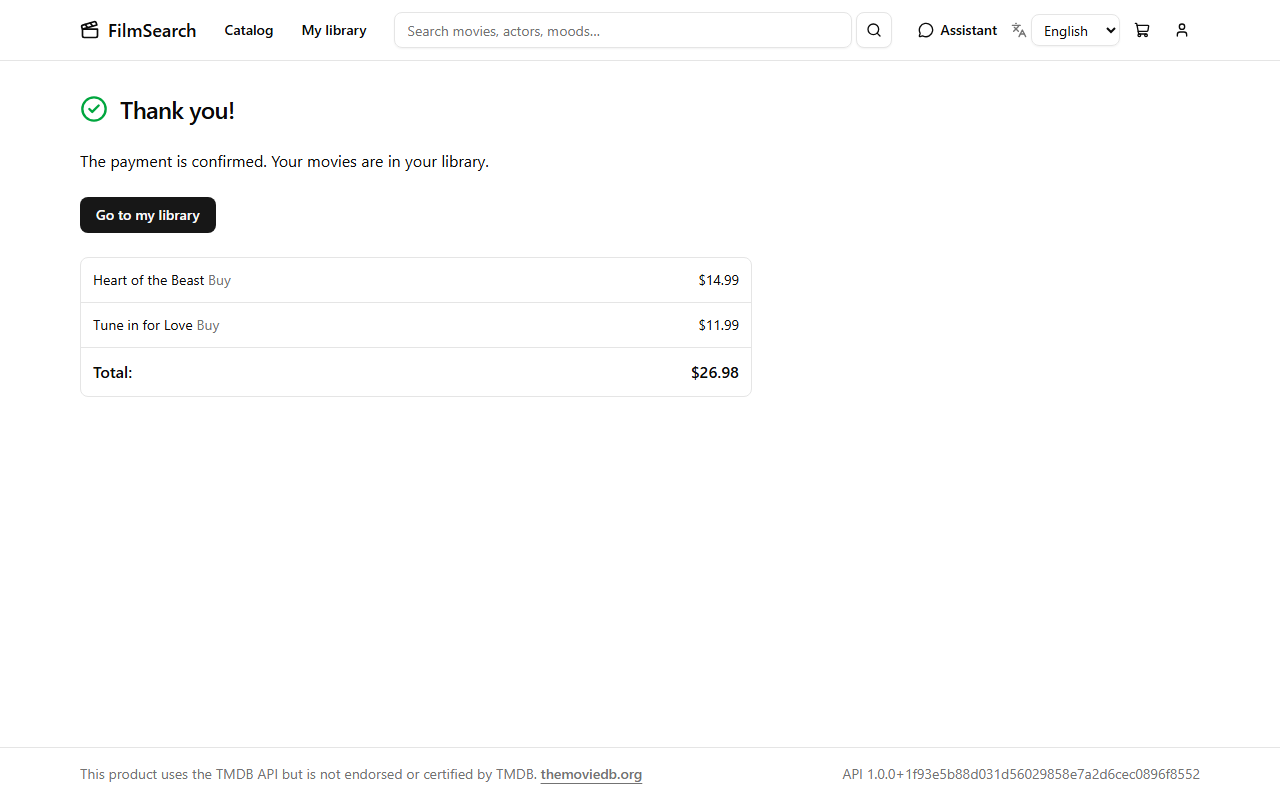 FilmSearch Catalog My library Search movies, actors, moods... Assistant English
Thank you!
The payment is confirmed. Your movies are in your library.
Go to my library
Heart of the Beast Buy $14.99
Tune in for Love Buy $11.99
Total: $26.98
This product uses the TMDB API but is not endorsed or certified by TMDB. themoviedb.org API 1.0.0+1f93e5b88d031d56029858e7a2d6cec0896f8552